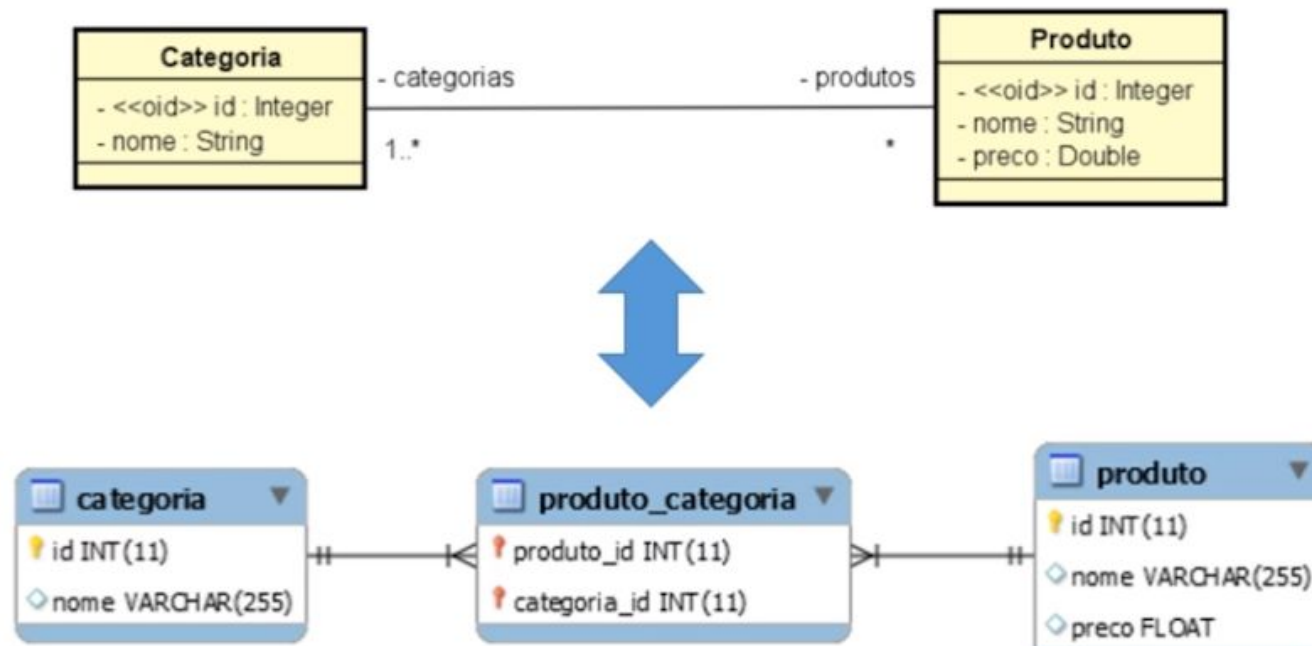 Categoria
- <<oid>> id : Integer
- nome : String
- categorias
1..*
- produtos
*
Produto
- <<oid>> id : Integer
- nome : String
- preco : Double
categoria
id INT(11)
nome VARCHAR(255)
produto_categoria
produto_id INT(11)
categoria_id INT(11)
produto
id INT(11)
nome VARCHAR(255)
preco FLOAT